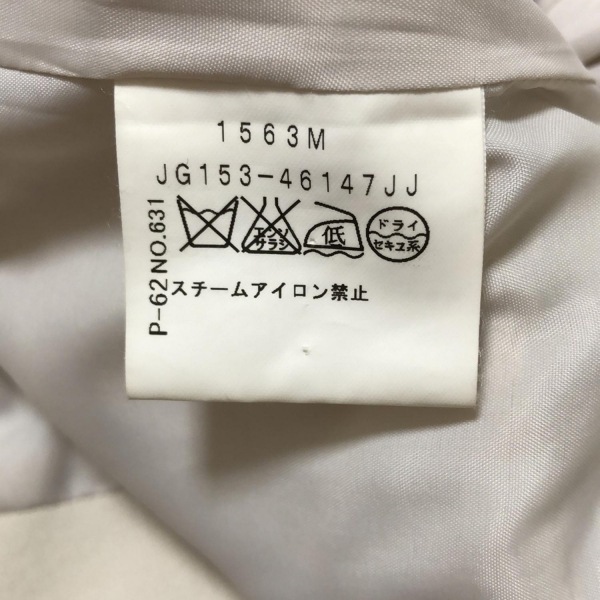 1563M
JG153-46147JJ
エンソ
サラシ
低
ドライ
セキユ系
スチームアイロン禁止
P-62NO.631